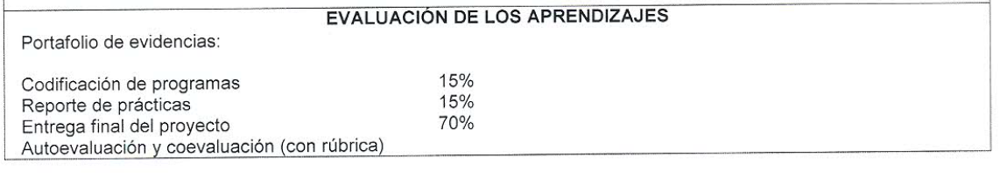 EVALUACIÓN DE LOS APRENDIZAJES
Portafolio de evidencias:
Codificación de programas 15%
Reporte de prácticas 15%
Entrega final del proyecto 70%
Autoevaluación y coevaluación (con rúbrica)